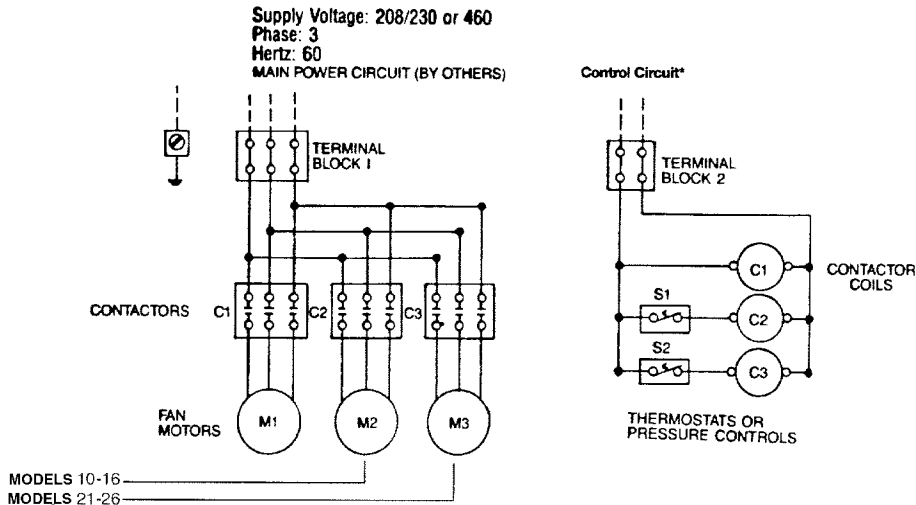 Supply Voltage: 208/230 or 460
Phase: 3
Hertz: 60
MAIN POWER CIRCUIT (BY OTHERS)
Control Circuit*
TERMINAL
BLOCK 1
TERMINAL
BLOCK 2
CONTACTORS
C1
C2
C3
C1
CONTACTOR
COILS
S1
C2
S2
C3
FAN
MOTORS
M1
M2
M3
THERMOSTATS OR
PRESSURE CONTROLS
MODELS 10-16
MODELS 21-26